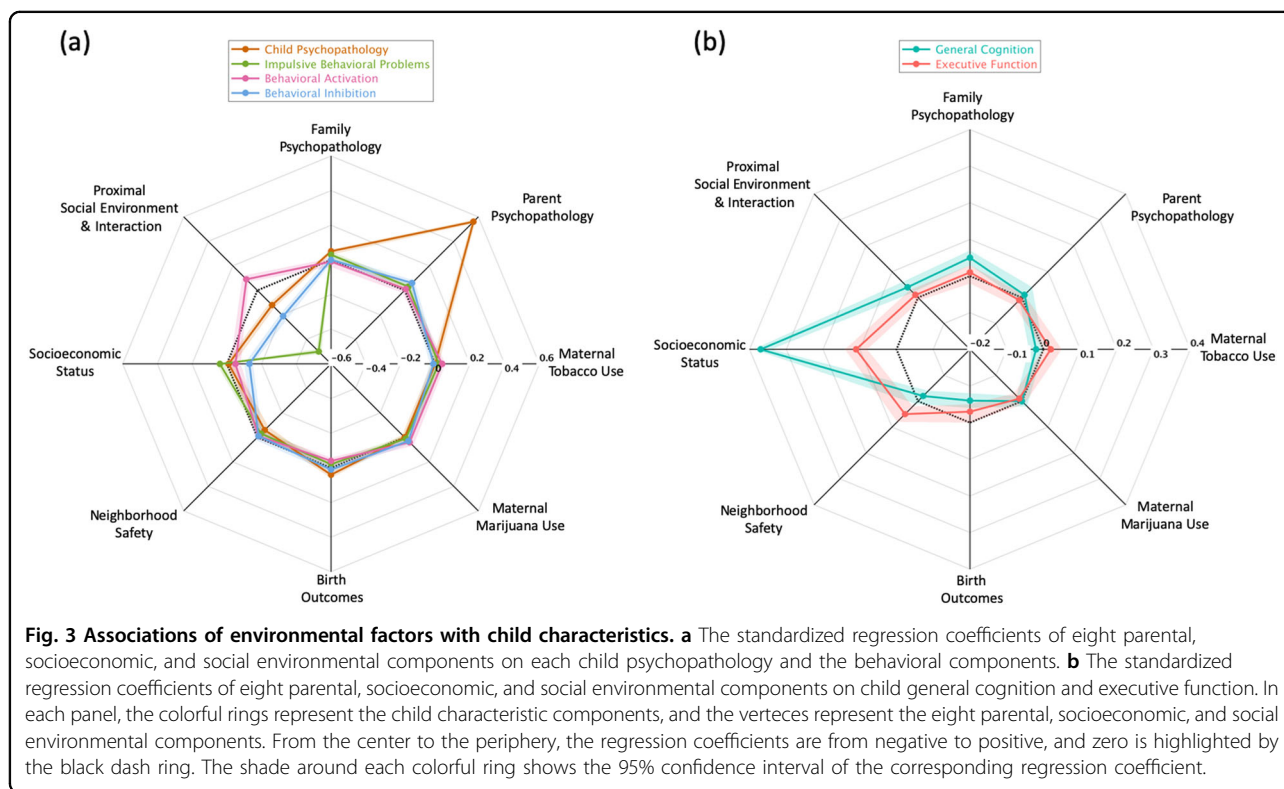 (a)
Child Psychopathology
Impulsive Behavioral Problems
Behavioral Activation
Behavioral Inhibition
Family
Psychopathology
Proximal
Social Environment
& Interaction
Parent
Psychopathology
Socioeconomic
Status
-0.6
-0.4
-0.2
0
0.2
0.4
0.6
Maternal
Tobacco Use
Neighborhood
Safety
Maternal
Marijuana Use
Birth
Outcomes
(b)
General Cognition
Executive Function
Family
Psychopathology
Proximal
Social Environment
& Interaction
Parent
Psychopathology
Socioeconomic
Status
-0.2
-0.1
0
0.1
0.2
0.3
0.4
Maternal
Tobacco Use
Neighborhood
Safety
Maternal
Marijuana Use
Birth
Outcomes
Fig. 3 Associations of environmental factors with child characteristics. a The standardized regression coefficients of eight parental,
socioeconomic, and social environmental components on each child psychopathology and the behavioral components. b The standardized
regression coefficients of eight parental, socioeconomic, and social environmental components on child general cognition and executive function. In
each panel, the colorful rings represent the child characteristic components, and the verteces represent the eight parental, socioeconomic, and social
environmental components. From the center to the periphery, the regression coefficients are from negative to positive, and zero is highlighted by
the black dash ring. The shade around each colorful ring shows the 95% confidence interval of the corresponding regression coefficient.